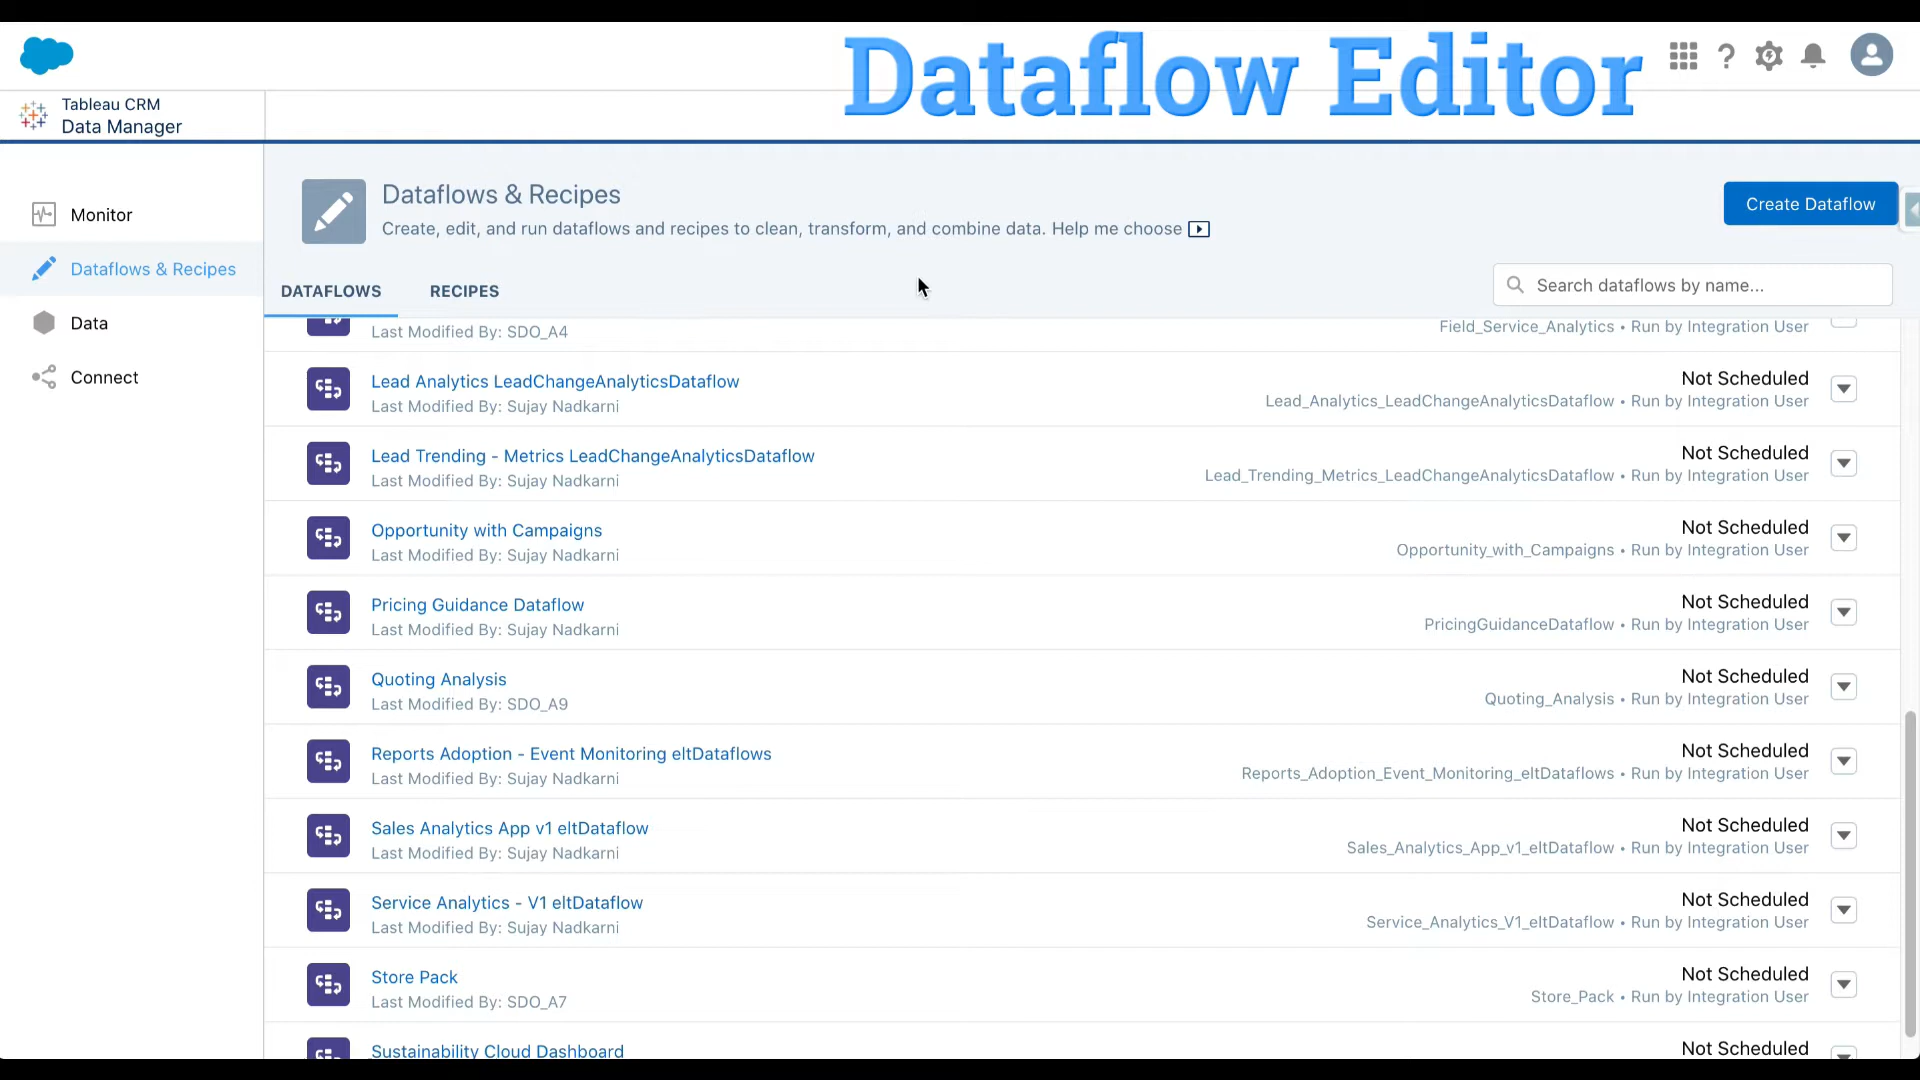 Dataflow Editor
Tableau CRM
Data Manager
Monitor
Dataflows & Recipes
Data
Connect
Dataflows & Recipes
Create, edit, and run dataflows and recipes to clean, transform, and combine data. Help me choose
Create Dataflow
DATAFLOWS
RECIPES
Search dataflows by name...
Last Modified By: SDO_A4
Field_Service_Analytics • Run by Integration User
Lead Analytics LeadChangeAnalyticsDataflow
Last Modified By: Sujay Nadkarni
Not Scheduled
Lead_Analytics_LeadChangeAnalyticsDataflow • Run by Integration User
Lead Trending - Metrics LeadChangeAnalyticsDataflow
Last Modified By: Sujay Nadkarni
Not Scheduled
Lead_Trending_Metrics_LeadChangeAnalyticsDataflow • Run by Integration User
Opportunity with Campaigns
Last Modified By: Sujay Nadkarni
Not Scheduled
Opportunity_with_Campaigns • Run by Integration User
Pricing Guidance Dataflow
Last Modified By: Sujay Nadkarni
Not Scheduled
PricingGuidanceDataflow • Run by Integration User
Quoting Analysis
Last Modified By: SDO_A9
Not Scheduled
Quoting_Analysis • Run by Integration User
Reports Adoption - Event Monitoring eltDataflows
Last Modified By: Sujay Nadkarni
Not Scheduled
Reports_Adoption_Event_Monitoring_eltDataflows • Run by Integration User
Sales Analytics App v1 eltDataflow
Last Modified By: Sujay Nadkarni
Not Scheduled
Sales_Analytics_App_v1_eltDataflow • Run by Integration User
Service Analytics - V1 eltDataflow
Last Modified By: Sujay Nadkarni
Not Scheduled
Service_Analytics_V1_eltDataflow • Run by Integration User
Store Pack
Last Modified By: SDO_A7
Not Scheduled
Store_Pack • Run by Integration User
Sustainability Cloud Dashboard
Not Scheduled